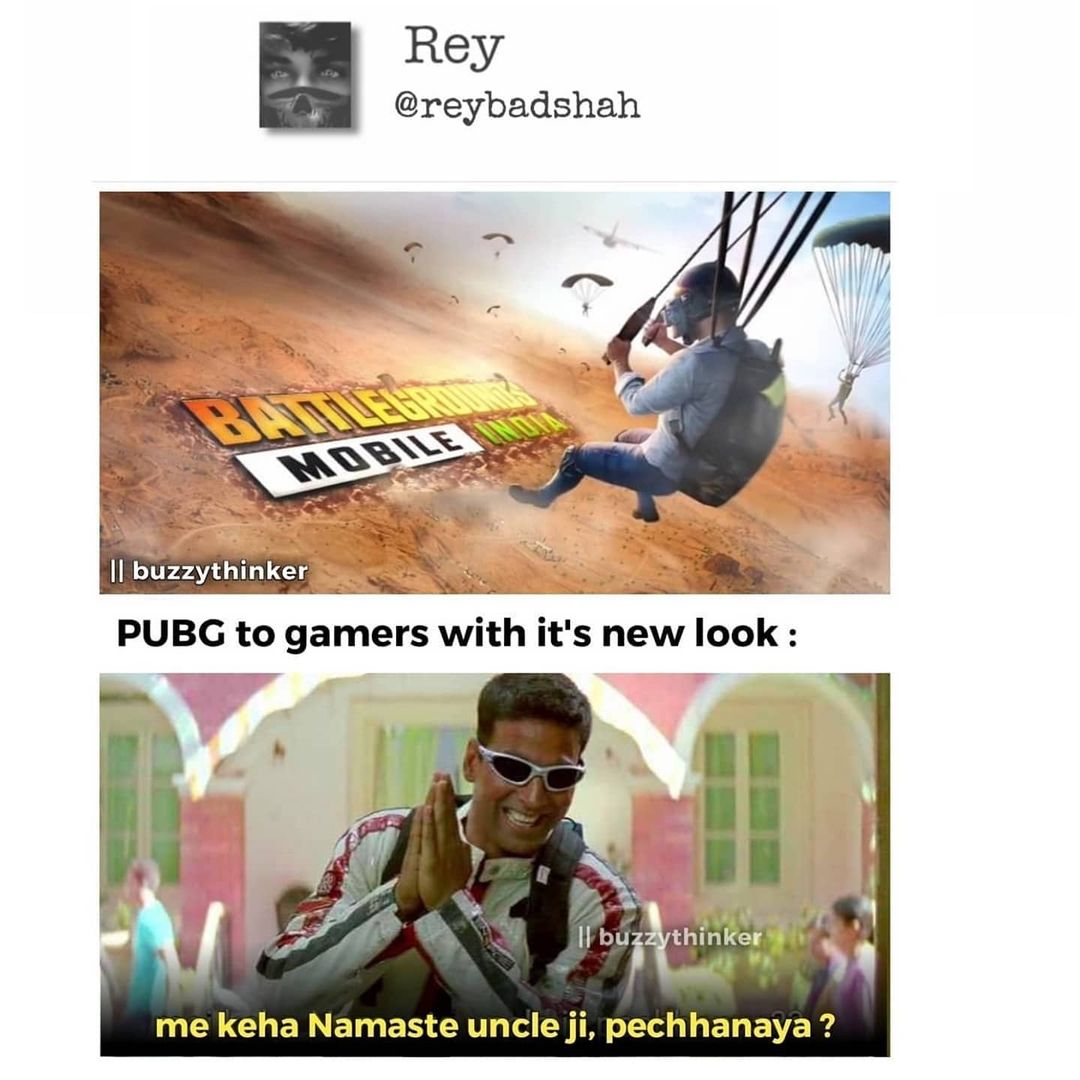 Rey
@reybadshah
BATTLEGROUNDS
MOBILE INDIA
|| buzzythinker
PUBG to gamers with it's new look :
|| buzzythinker
me keha Namaste uncle ji, pechhanaya ?